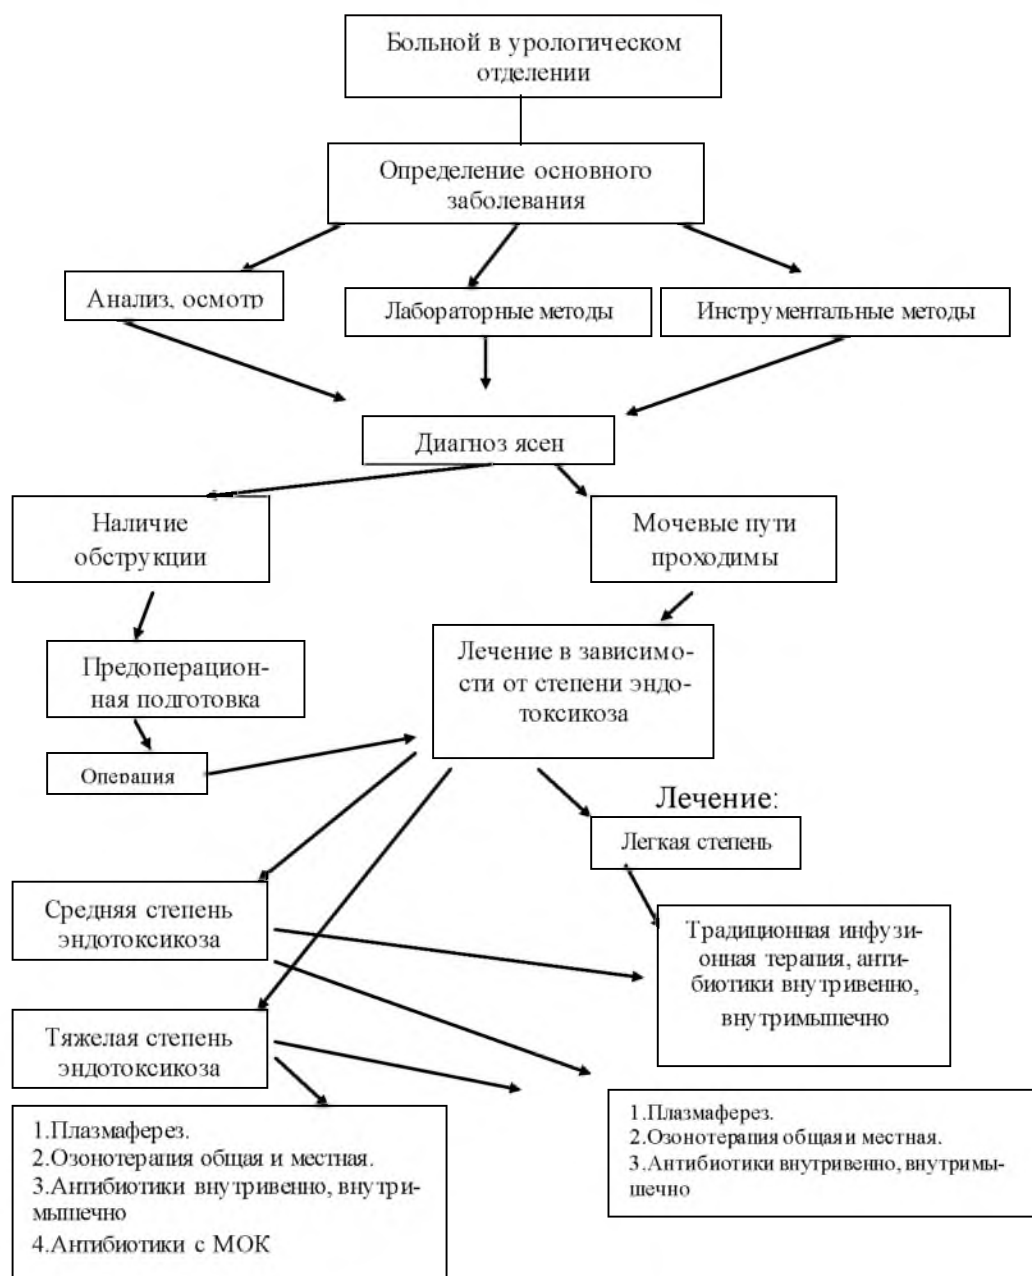 Больной в урологическом
отделении
Определение основного
заболевания
Анализ, осмотр
Лабораторные методы
Инструментальные методы
Диагноз ясен
Наличие
обструкции
Мочевые пути
проходимы
Предоперацион-
ная подготовка
Лечение в зависимо-
сти от степени эндо-
токсикоза
Операция
Лечение:
Легкая степень
Средняя степень
эндотоксикоза
Традиционная инфузи-
онная терапия, анти-
биотики внутривенно,
внутримышечно
Тяжелая степень
эндотоксикоза
1.Плазмаферез.
2.Озонотерапия общая и местная.
3.Антибиотики внутривенно, внутри-
мышечно
4.Антибиотики с МОК
1.Плазмаферез.
2.Озонотерапия общая и местная.
3.Антибиотики внутривенно, внутримы-
шечно